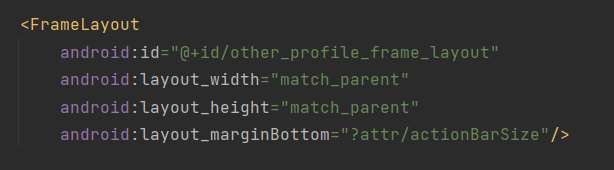 <FrameLayout
android:id="@+id/other_profile_frame_layout"
android:layout_width="match_parent"
android:layout_height="match_parent"
android:layout_marginBottom="?attr/actionBarSize"/>